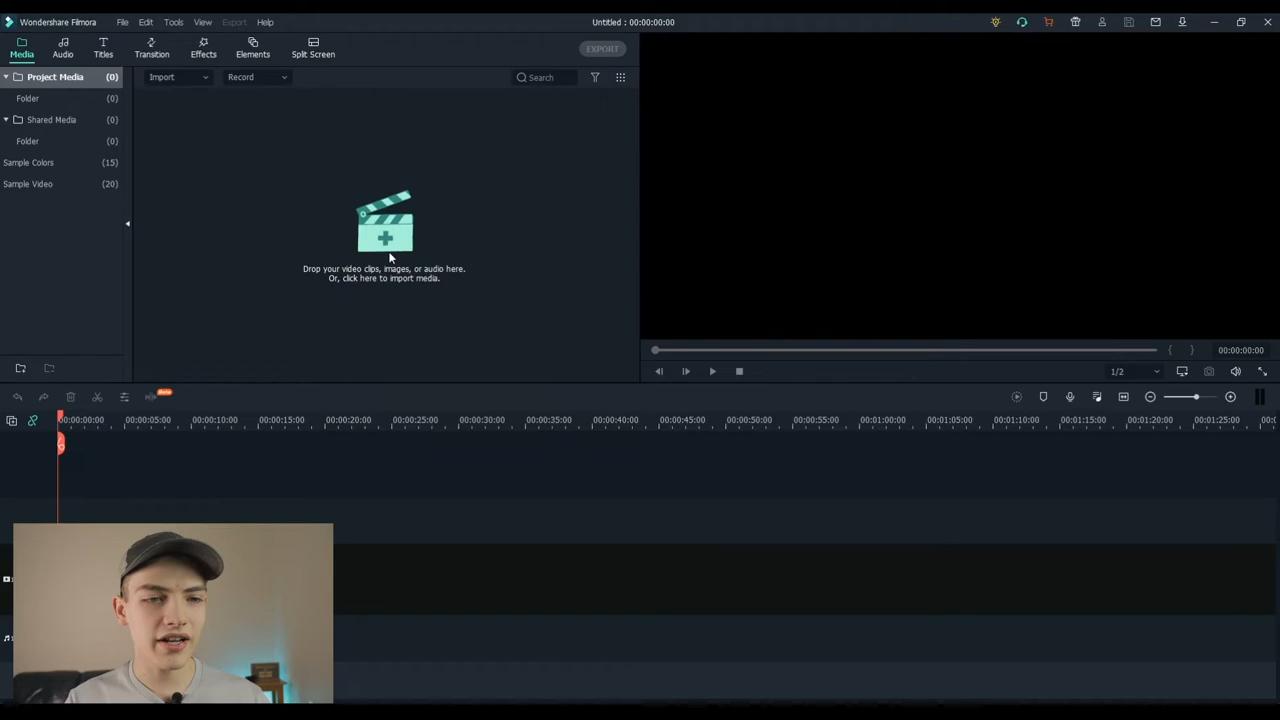 Wondershare Filmora File Edit Tools View Export Help Untitled : 00:00:00:00
Media Audio Titles Transition Effects Elements Split Screen EXPORT
Project Media (0) Import Record Search
Folder (0)
Shared Media (0)
Folder (0)
Sample Colors (15)
Sample Video (20)
Drop your video clips, images, or audio here.
Or, click here to import media.
00:00:00:00
1/2
Beta
00:00:00:00 00:00:05:00 00:00:10:00 00:00:15:00 00:00:20:00 00:00:25:00 00:00:30:00 00:00:35:00 00:00:40:00 00:00:45:00 00:00:50:00 00:00:55:00 00:01:00:00 00:01:05:00 00:01:10:00 00:01:15:00 00:01:20:00 00:01:25:00 00:0